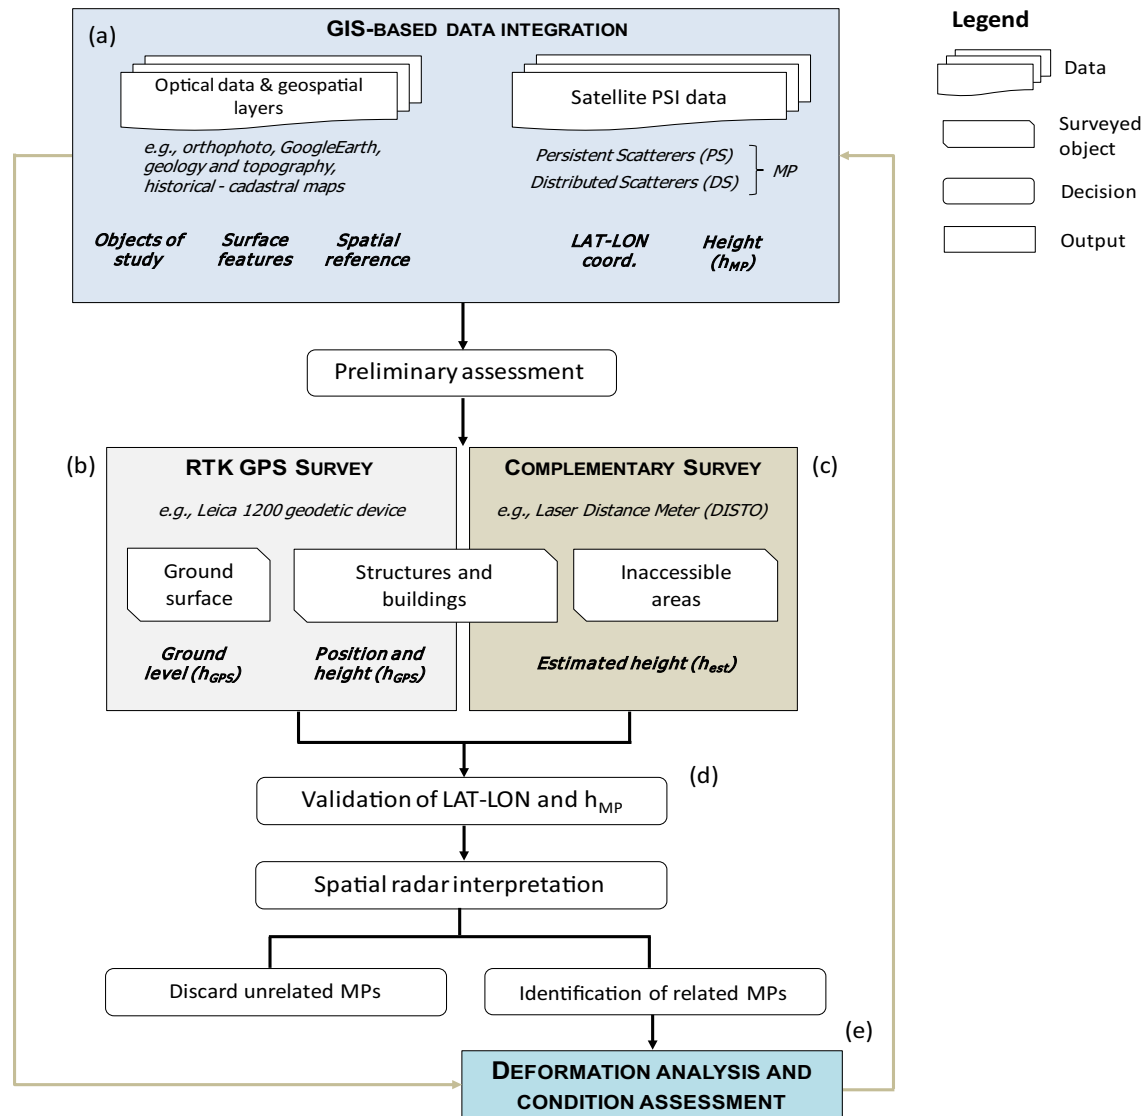 (a)
GIS-BASED DATA INTEGRATION
Optical data & geospatial
layers
e.g., orthophoto, GoogleEarth,
geology and topography,
historical - cadastral maps
Objects of
study
Surface
features
Spatial
reference
Satellite PSI data
Persistent Scatterers (PS)
Distributed Scatterers (DS)
MP
LAT-LON
coord.
Height
(hMP)
Legend
Data
Surveyed
object
Decision
Output
Preliminary assessment
(b)
RTK GPS SURVEY
e.g., Leica 1200 geodetic device
Ground
surface
Structures and
buildings
Ground
level (hGPS)
Position and
height (hGPS)
COMPLEMENTARY SURVEY
(c)
e.g., Laser Distance Meter (DISTO)
Inaccessible
areas
Estimated height (hest)
(d)
Validation of LAT-LON and hMP
Spatial radar interpretation
Discard unrelated MPs
Identification of related MPs
(e)
DEFORMATION ANALYSIS AND
CONDITION ASSESSMENT